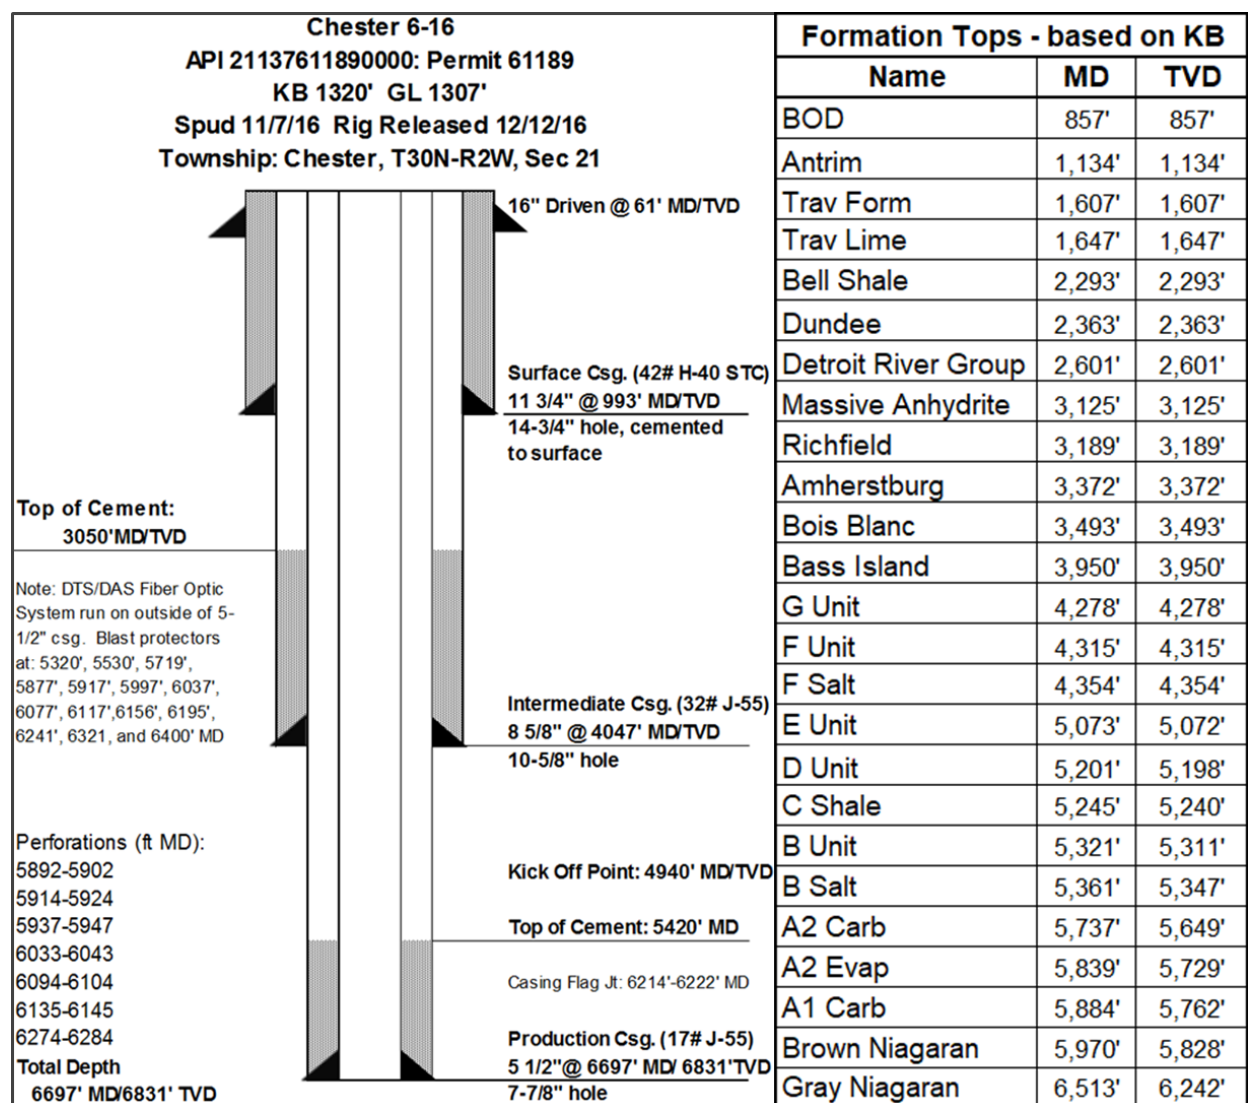 Chester 6-16
API 21137611890000: Permit 61189
KB 1320' GL 1307'
Spud 11/7/16 Rig Released 12/12/16
Township: Chester, T30N-R2W, Sec 21
16" Driven @ 61' MD/TVD
Surface Csg. (42# H-40 STC)
11 3/4" @ 993' MD/TVD
14-3/4" hole, cemented
to surface
Top of Cement:
3050'MD/TVD
Note: DTS/DAS Fiber Optic
System run on outside of 5-
1/2" csg. Blast protectors
at: 5320', 5530', 5719',
5877', 5917', 5997', 6037',
6077', 6117',6156', 6195',
6241', 6321, and 6400' MD
Intermediate Csg. (32# J-55)
8 5/8" @ 4047' MD/TVD
10-5/8" hole
Perforations (ft MD):
5892-5902
5914-5924
5937-5947
6033-6043
6094-6104
6135-6145
6274-6284
Total Depth
6697' MD/6831' TVD
Kick Off Point: 4940' MD/TVD
Top of Cement: 5420' MD
Casing Flag Jt: 6214'-6222' MD
Production Csg. (17# J-55)
5 1/2"@ 6697' MD/ 6831'TVD
7-7/8" hole
Formation Tops - based on KB
Name MD TVD
BOD 857' 857'
Antrim 1,134' 1,134'
Trav Form 1,607' 1,607'
Trav Lime 1,647' 1,647'
Bell Shale 2,293' 2,293'
Dundee 2,363' 2,363'
Detroit River Group 2,601' 2,601'
Massive Anhydrite 3,125' 3,125'
Richfield 3,189' 3,189'
Amherstburg 3,372' 3,372'
Bois Blanc 3,493' 3,493'
Bass Island 3,950' 3,950'
G Unit 4,278' 4,278'
F Unit 4,315' 4,315'
F Salt 4,354' 4,354'
E Unit 5,073' 5,072'
D Unit 5,201' 5,198'
C Shale 5,245' 5,240'
B Unit 5,321' 5,311'
B Salt 5,361' 5,347'
A2 Carb 5,737' 5,649'
A2 Evap 5,839' 5,729'
A1 Carb 5,884' 5,762'
Brown Niagaran 5,970' 5,828'
Gray Niagaran 6,513' 6,242'